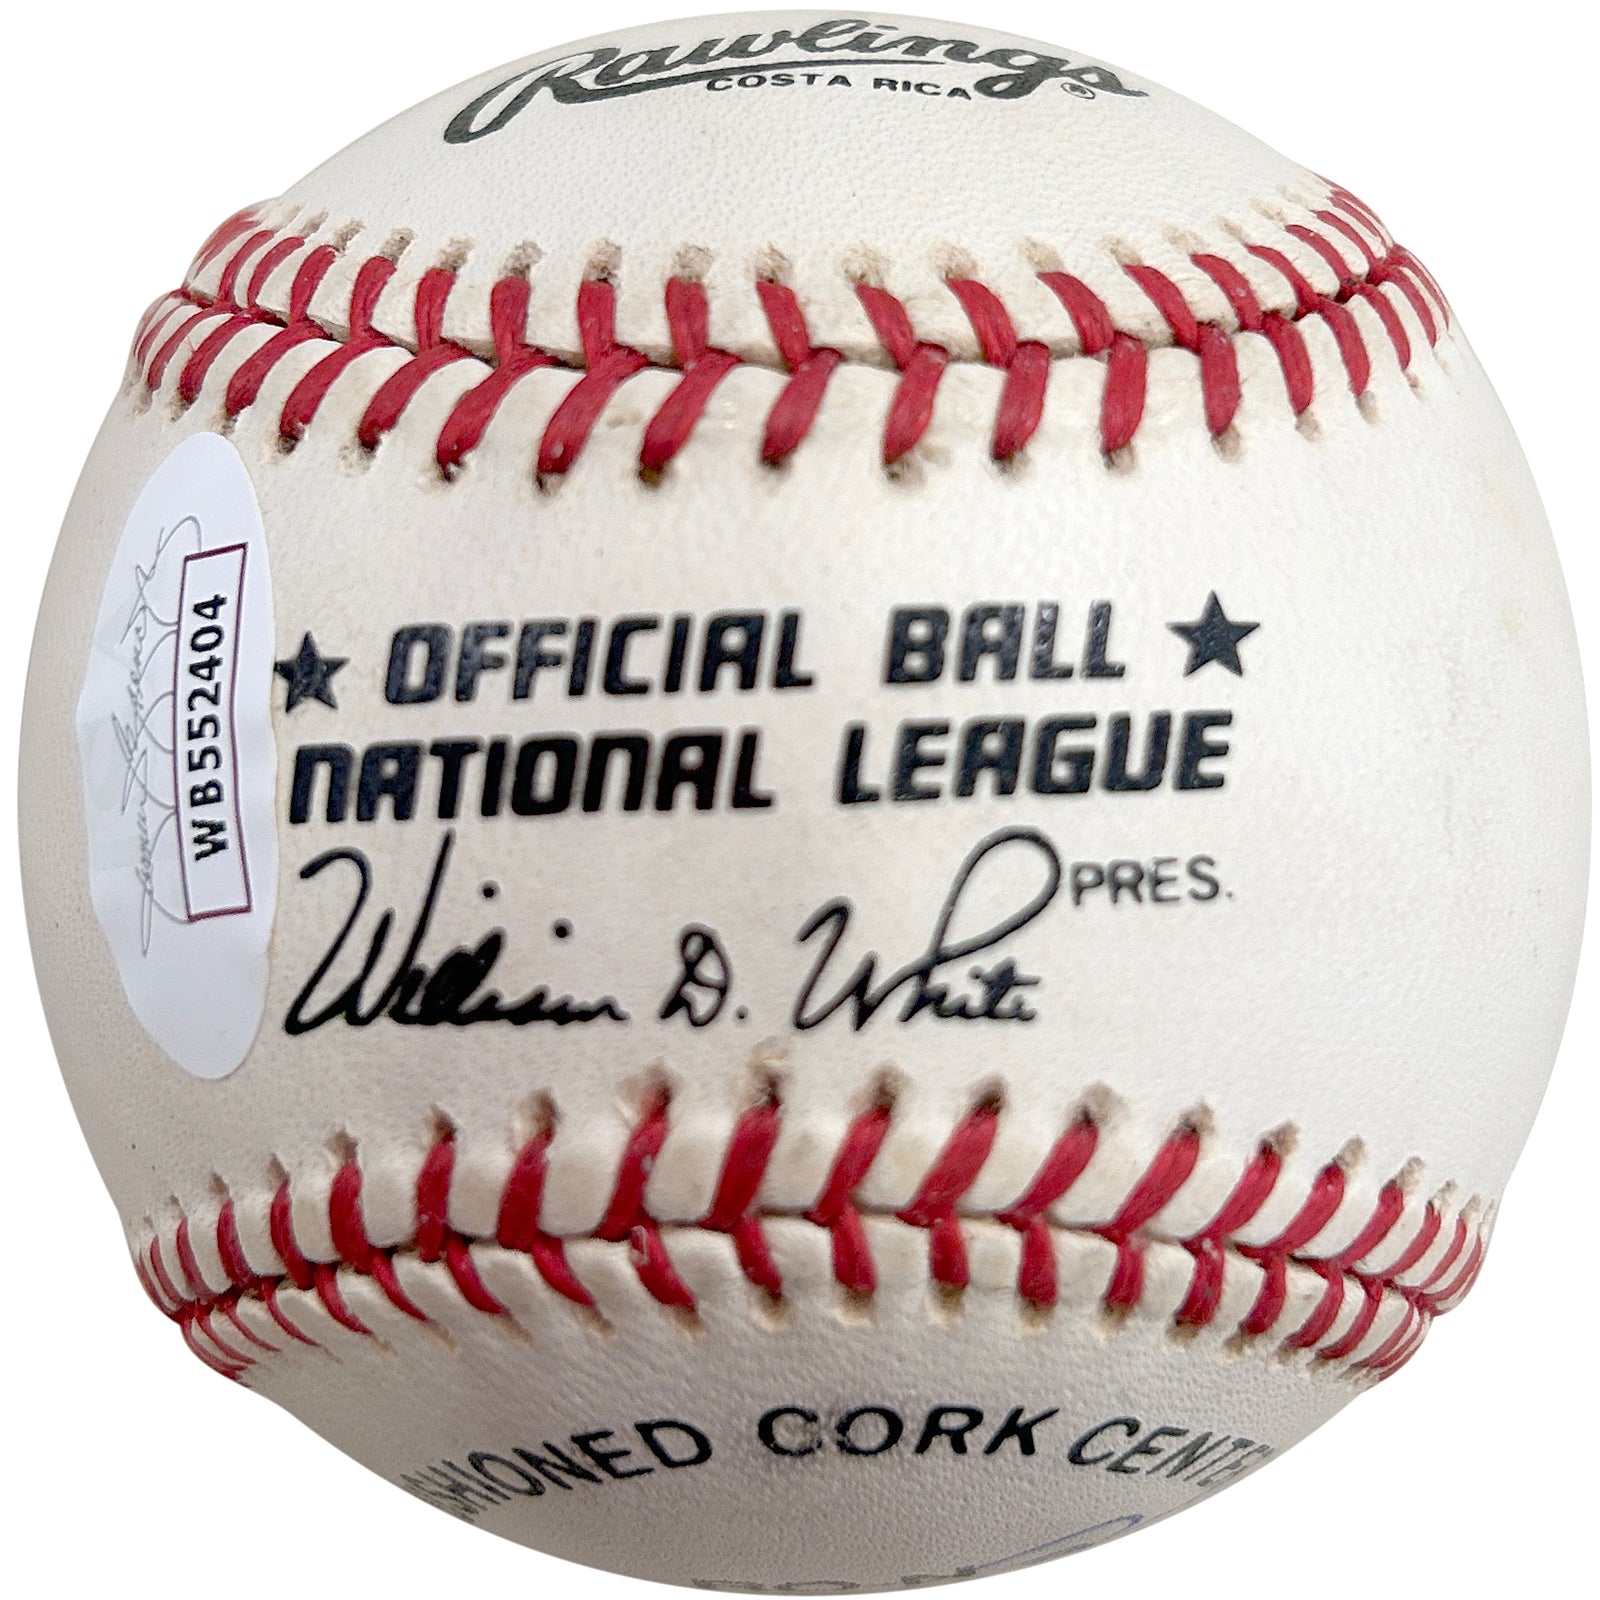 Rawlings
COSTA RICA ®
WB552404
★ OFFICIAL BALL ★
NATIONAL LEAGUE
William D. White PRES.
CORK